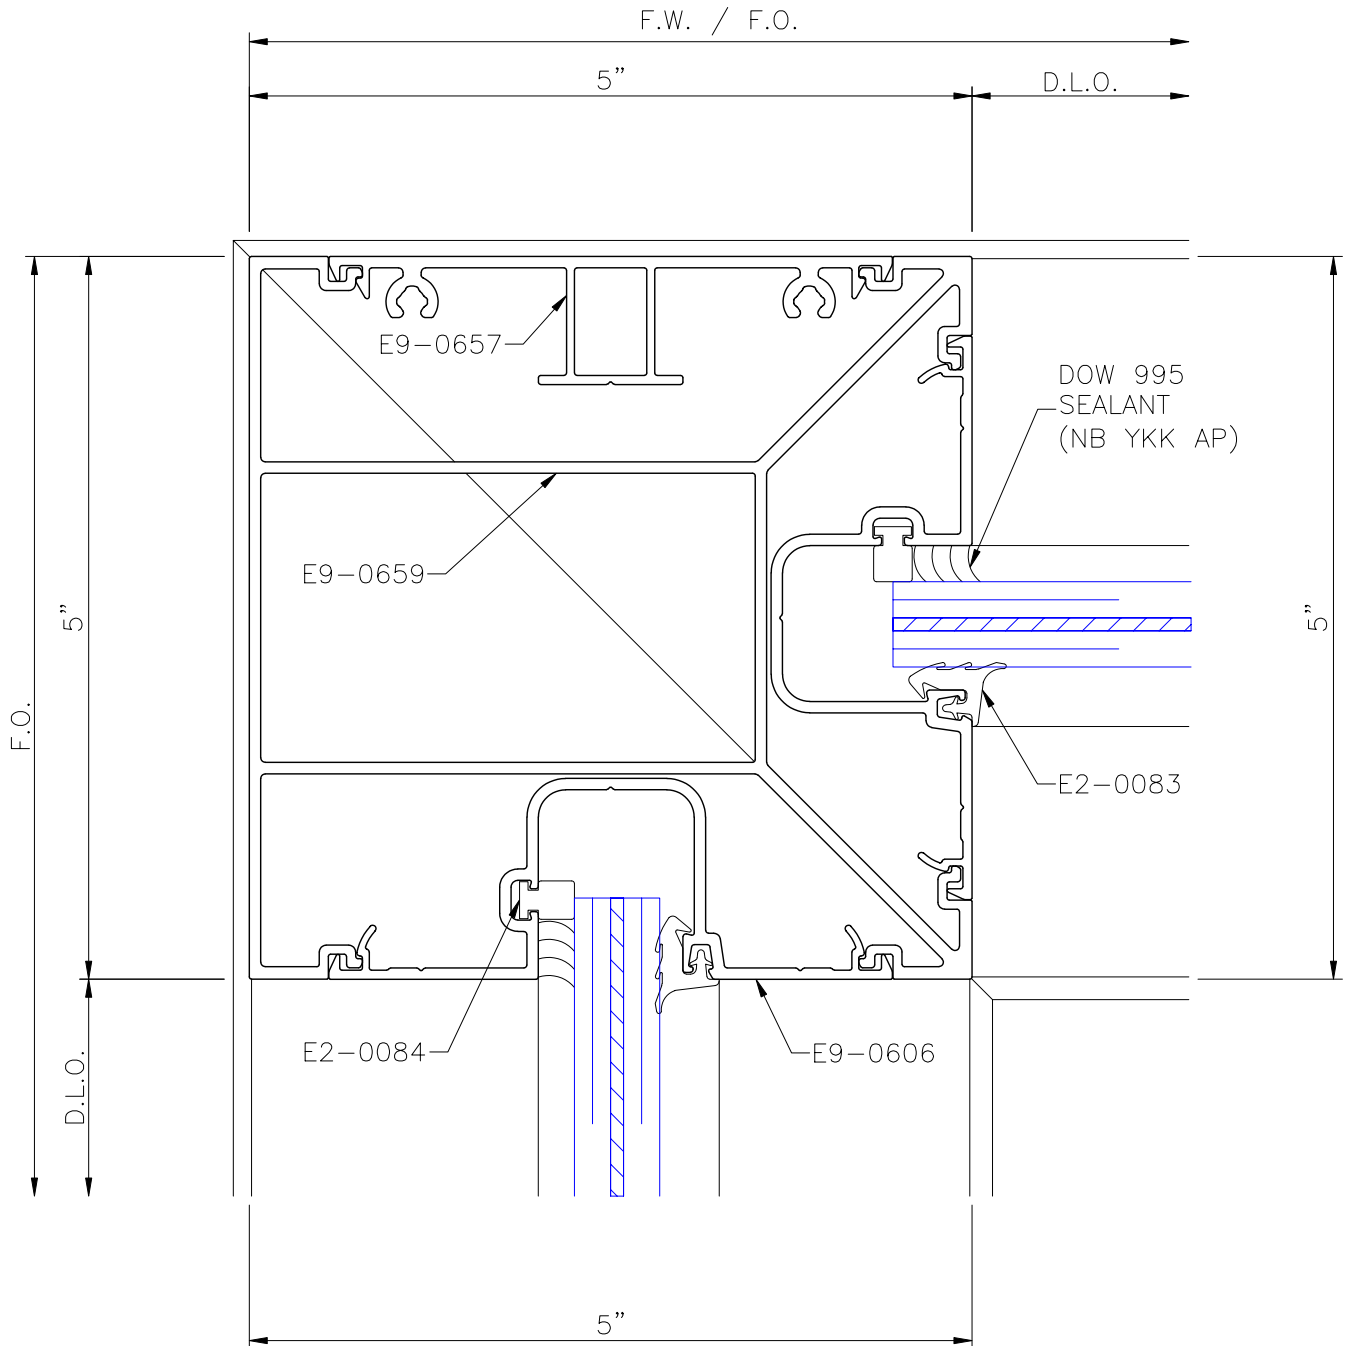 F.W. / F.O.
5"
D.L.O.
E9-0657
DOW 995
SEALANT
(NB YKK AP)
E9-0659
5"
5"
F.O.
E2-0083
E2-0084
E9-0606
D.L.O.
5"